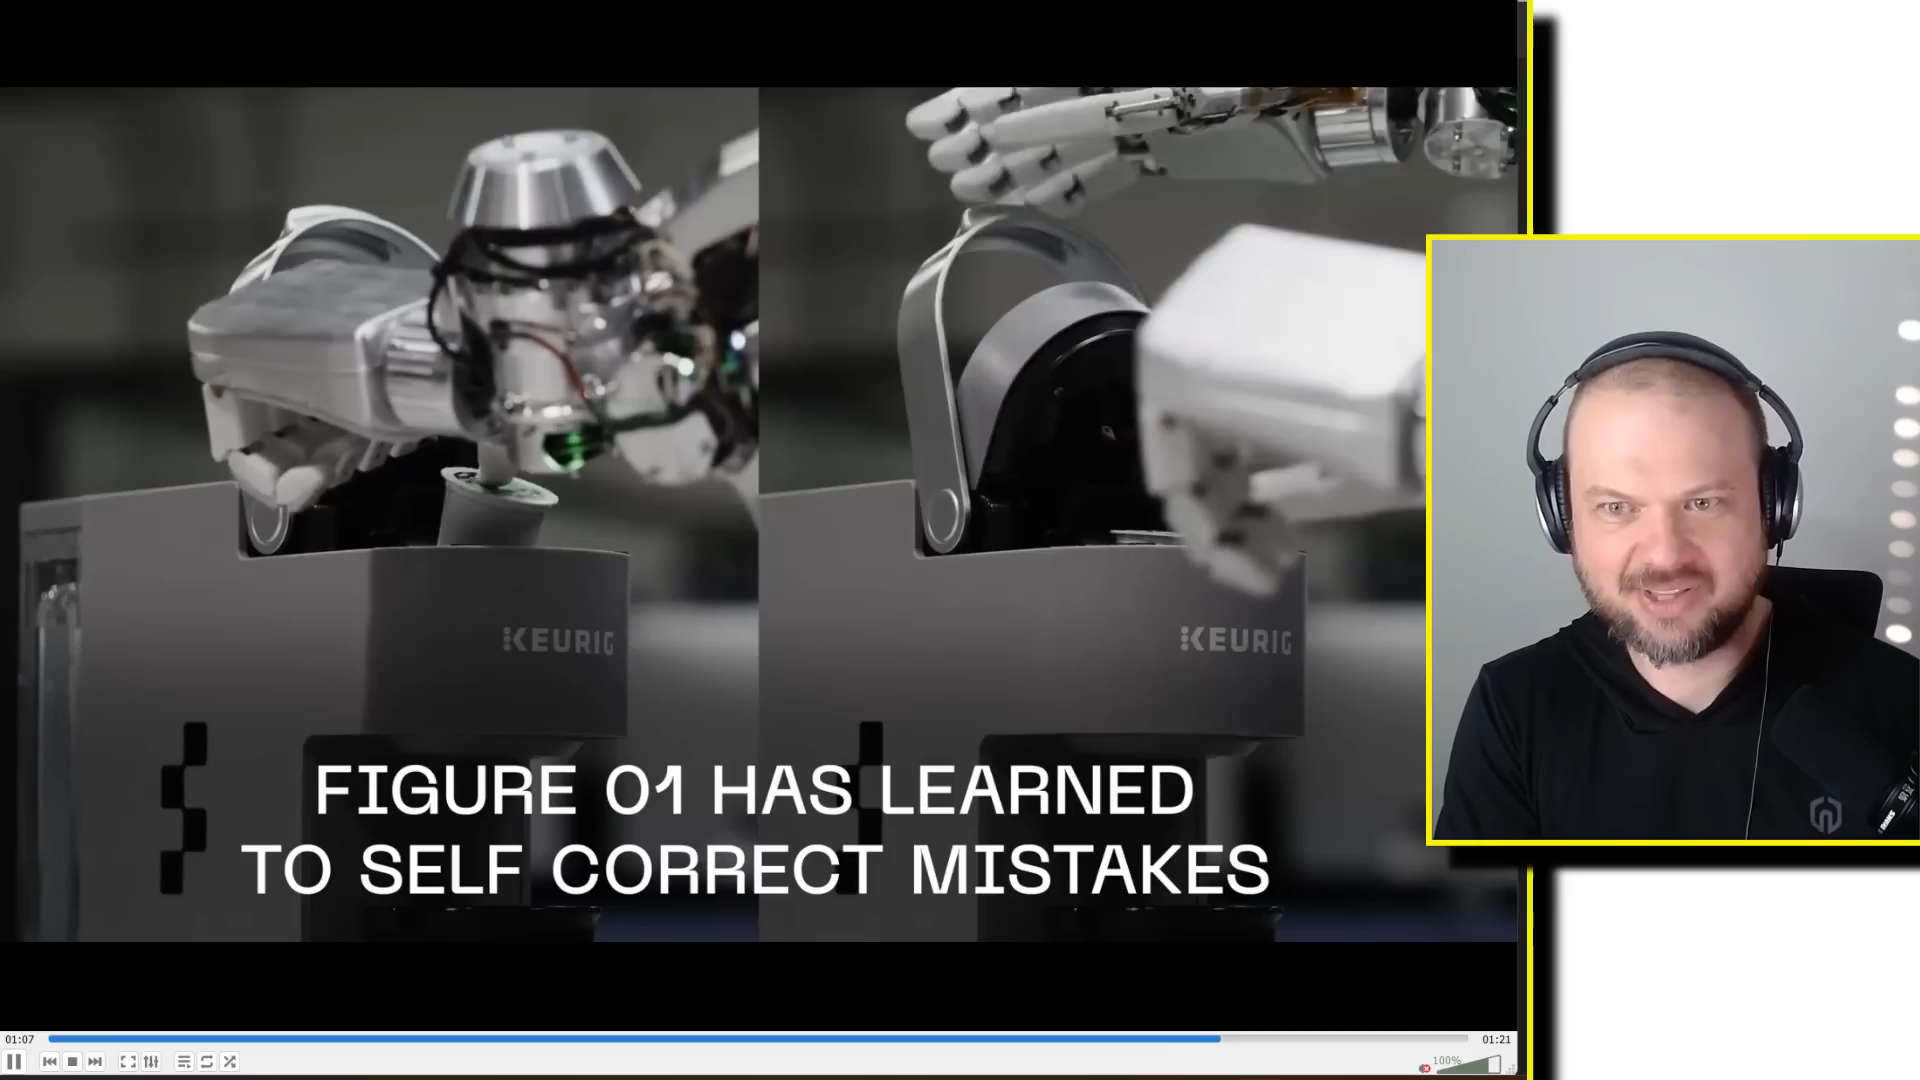 KEURIG
KEURIG
FIGURE 01 HAS LEARNED
TO SELF CORRECT MISTAKES
01:07
01:21
100%